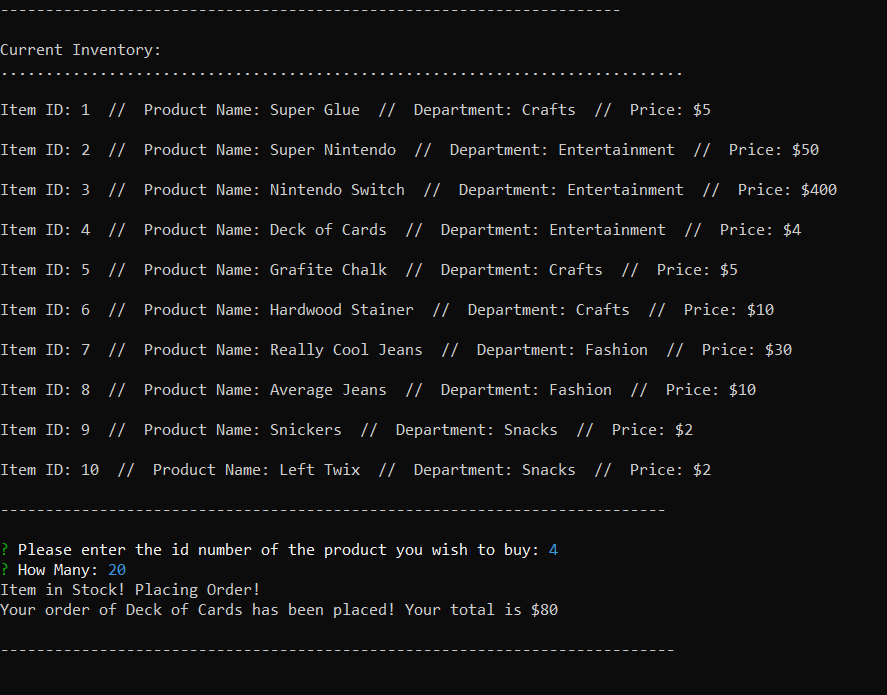 ---------------------------------------------------------------------
Current Inventory:
............................................................................
Item ID: 1  //  Product Name: Super Glue  //  Department: Crafts  //  Price: $5
Item ID: 2  //  Product Name: Super Nintendo  //  Department: Entertainment  //  Price: $50
Item ID: 3  //  Product Name: Nintendo Switch  //  Department: Entertainment  //  Price: $400
Item ID: 4  //  Product Name: Deck of Cards  //  Department: Entertainment  //  Price: $4
Item ID: 5  //  Product Name: Grafite Chalk  //  Department: Crafts  //  Price: $5
Item ID: 6  //  Product Name: Hardwood Stainer  //  Department: Crafts  //  Price: $10
Item ID: 7  //  Product Name: Really Cool Jeans  //  Department: Fashion  //  Price: $30
Item ID: 8  //  Product Name: Average Jeans  //  Department: Fashion  //  Price: $10
Item ID: 9  //  Product Name: Snickers  //  Department: Snacks  //  Price: $2
Item ID: 10  //  Product Name: Left Twix  //  Department: Snacks  //  Price: $2
--------------------------------------------------------------------------
? Please enter the id number of the product you wish to buy: 4
? How Many: 20
Item in Stock! Placing Order!
Your order of Deck of Cards has been placed! Your total is $80
---------------------------------------------------------------------------